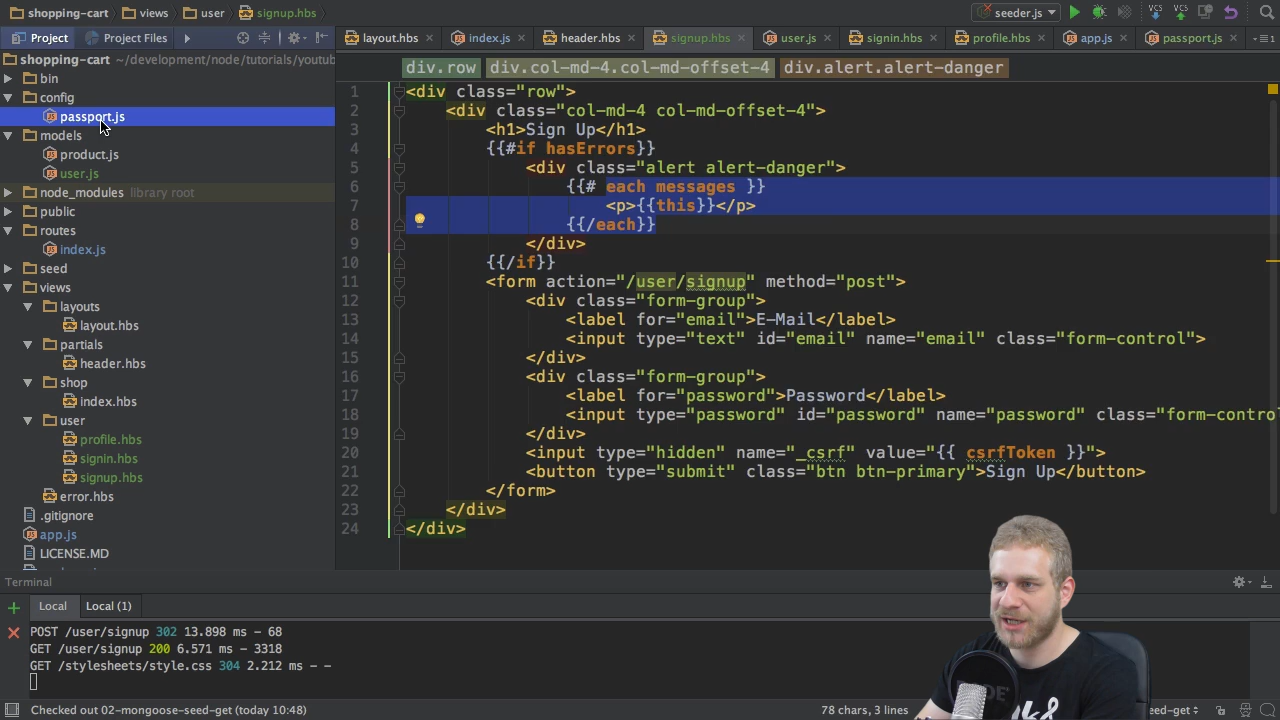 shopping-cart views user signup.hbs seeder.js VCS VCS
Project Project Files layout.hbs index.js header.hbs signup.hbs user.js signin.hbs profile.hbs app.js passport.js
shopping-cart ~/development/node/tutorials/youtub
bin
config
passport.js
models
product.js
user.js
node_modules library root
public
routes
index.js
seed
views
layouts
layout.hbs
partials
header.hbs
shop
index.hbs
user
profile.hbs
signin.hbs
signup.hbs
error.hbs
.gitignore
app.js
LICENSE.MD
div.row div.col-md-4.col-md-offset-4 div.alert.alert-danger
1 <div class="row">
2 <div class="col-md-4 col-md-offset-4">
3 <h1>Sign Up</h1>
4 {{#if hasErrors}}
5 <div class="alert alert-danger">
6 {{# each messages }}
7 <p>{{this}}</p>
8 {{/each}}
9 </div>
10 {{/if}}
11 <form action="/user/signup" method="post">
12 <div class="form-group">
13 <label for="email">E-Mail</label>
14 <input type="text" id="email" name="email" class="form-control">
15 </div>
16 <div class="form-group">
17 <label for="password">Password</label>
18 <input type="password" id="password" name="password" class="form-contro
19 </div>
20 <input type="hidden" name="_csrf" value="{{ csrfToken }}">
21 <button type="submit" class="btn btn-primary">Sign Up</button>
22 </form>
23 </div>
24 </div>
Terminal
Local Local (1)
POST /user/signup 302 13.898 ms - 68
GET /user/signup 200 6.571 ms - 3318
GET /stylesheets/style.css 304 2.212 ms - -
Checked out 02-mongoose-seed-get (today 10:48) 78 chars, 3 lines eed-get